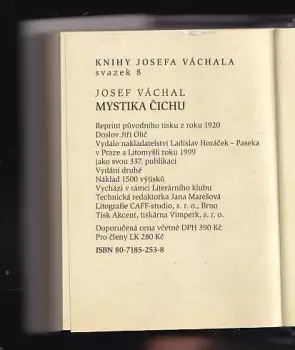 KNIHY JOSEFA VÁCHALA
svazek 8
JOSEF VÁCHAL
MYSTIKA ČICHU
Reprint původního tisku z roku 1920
Doslov Jiří Olič
Vydalo nakladatelství Ladislav Horáček – Paseka
v Praze a Litomyšli roku 1999
jako svou 337. publikaci
Vydání druhé
Náklad 1500 výtisků
Vychází v rámci Literárního klubu
Technická redaktorka Jana Marešová
Litografie CAFF-studio, s. r. o., Brno
Tisk Akcent, tiskárna Vimperk, s. r. o.
Doporučená cena včetně DPH 390 Kč
Pro členy LK 280 Kč
ISBN 80-7185-253-8